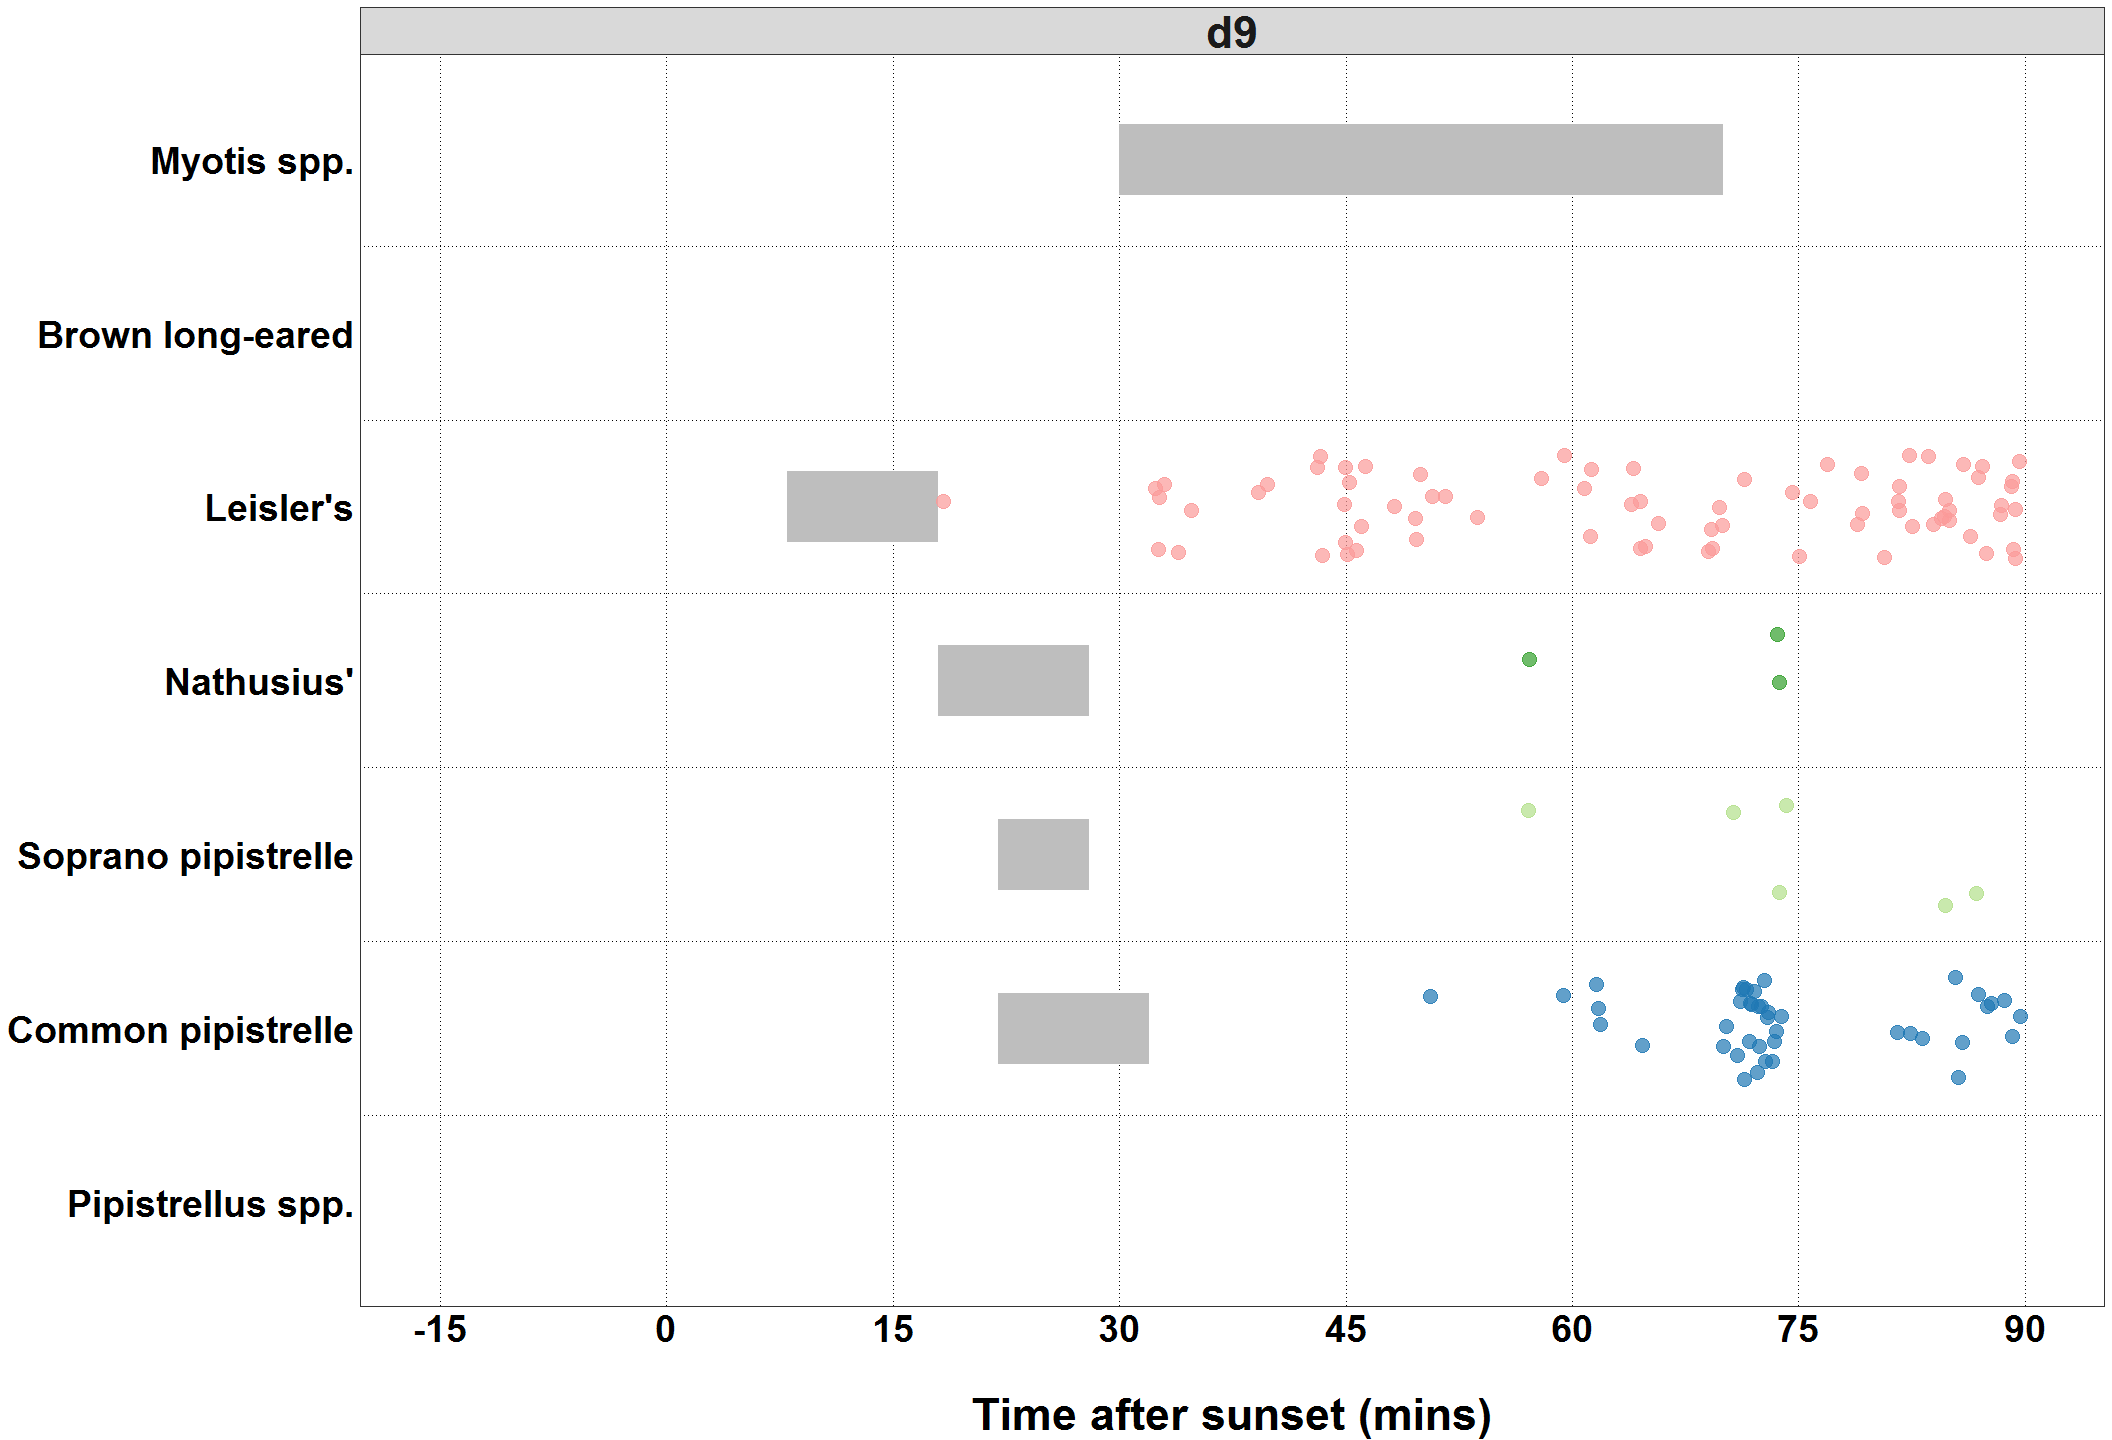 d9
Myotis spp.
Brown long-eared
Leisler's
Nathusius'
Soprano pipistrelle
Common pipistrelle
Pipistrellus spp.
-15 0 15 30 45 60 75 90
Time after sunset (mins)